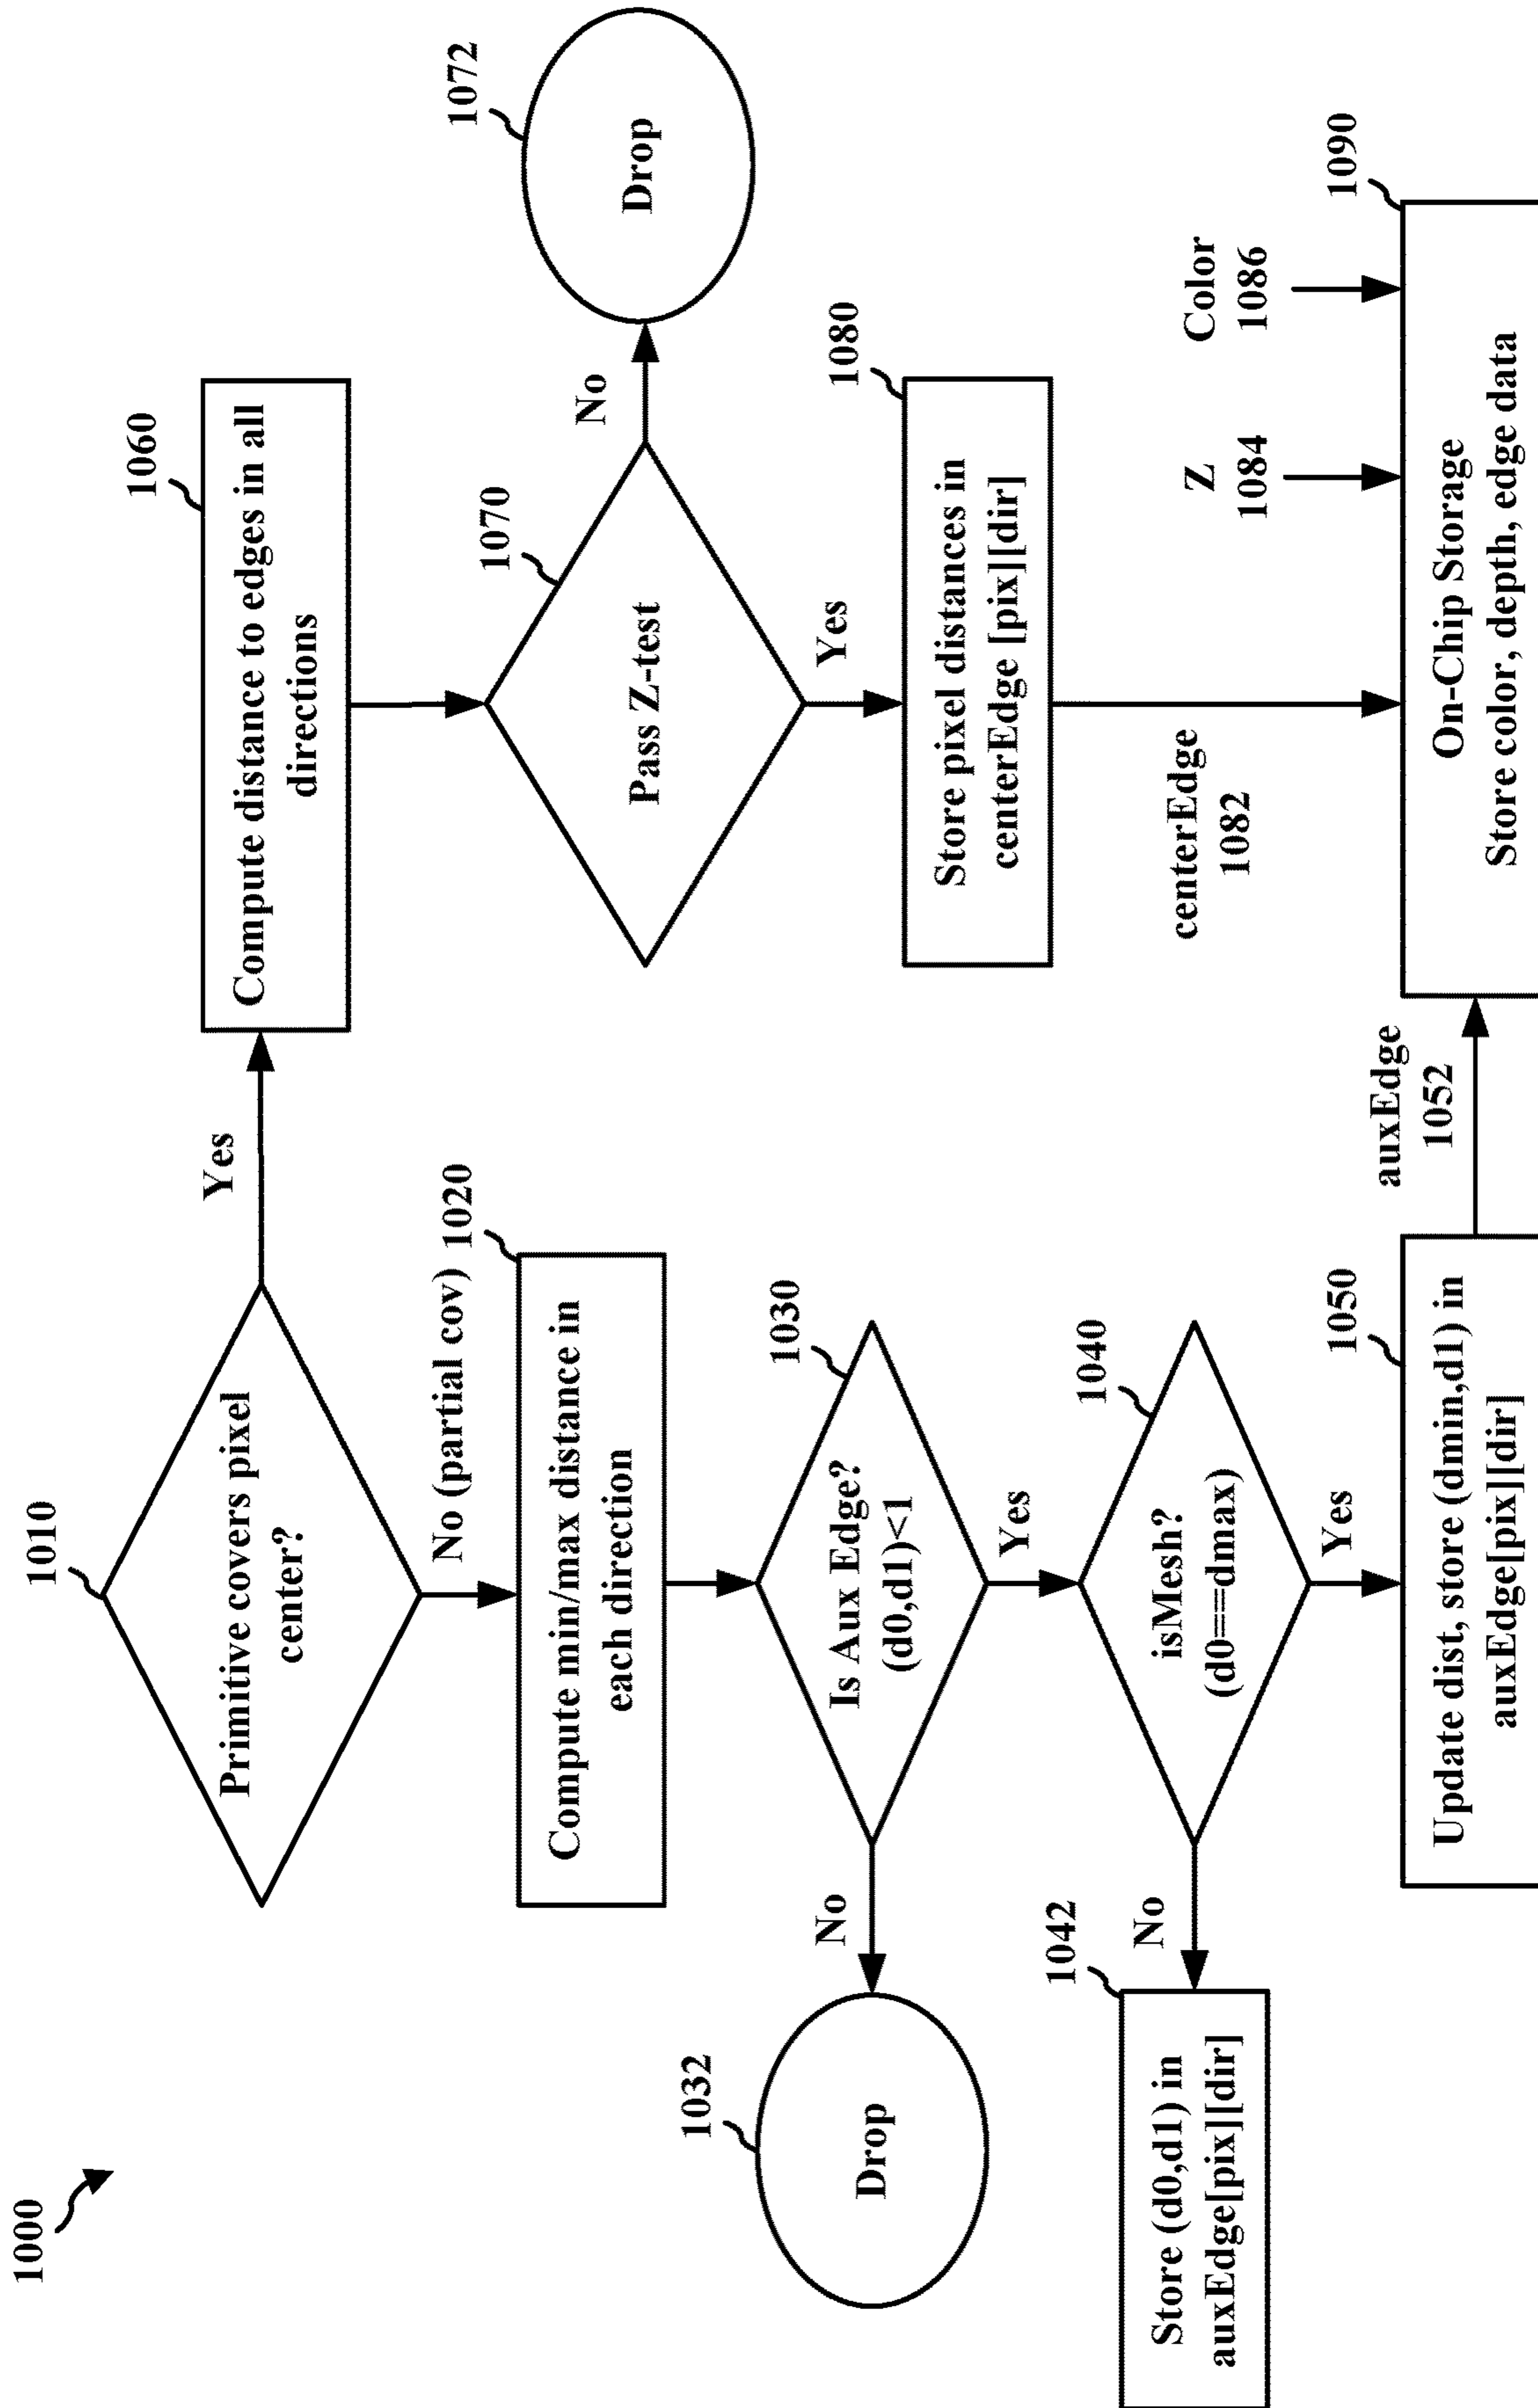 1000
1010
Primitive covers pixel
center?
Yes
No (partial cov)
1020
Compute min/max distance in
each direction
1030
Is Aux Edge?
(d0,d1)<1
No
1032
Drop
Yes
1040
isMesh?
(d0==dmax)
No
1042
Store (d0,d1) in
auxEdge[pix][dir]
Yes
1050
Update dist, store (dmin,d1) in
auxEdge[pix][dir]
auxEdge
1052
1060
Compute distance to edges in all
directions
1070
Pass Z-test
No
1072
Drop
Yes
1080
Store pixel distances in
centerEdge [pix][dir]
centerEdge
1082
Z
1084
Color
1086
1090
On-Chip Storage
Store color, depth, edge data